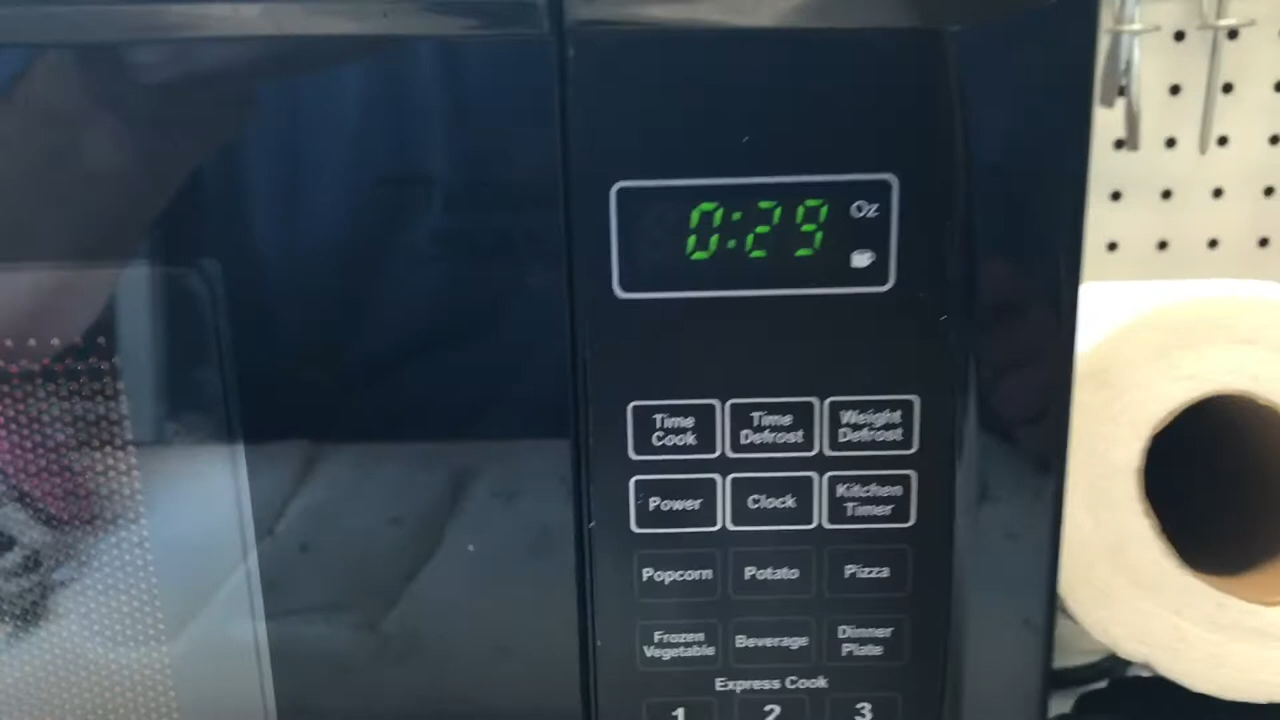 0:29
Oz
Time Cook
Time Defrost
Weight Defrost
Power
Clock
Kitchen Timer
Popcorn
Potato
Pizza
Frozen Vegetable
Beverage
Dinner Plate
Express Cook
1 2 3